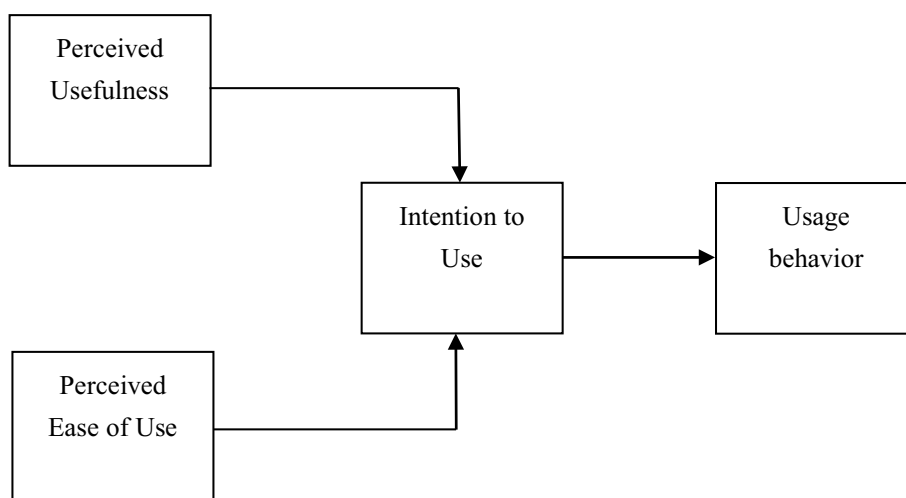 Perceived
Usefulness
Intention to
Use
Usage
behavior
Perceived
Ease of Use